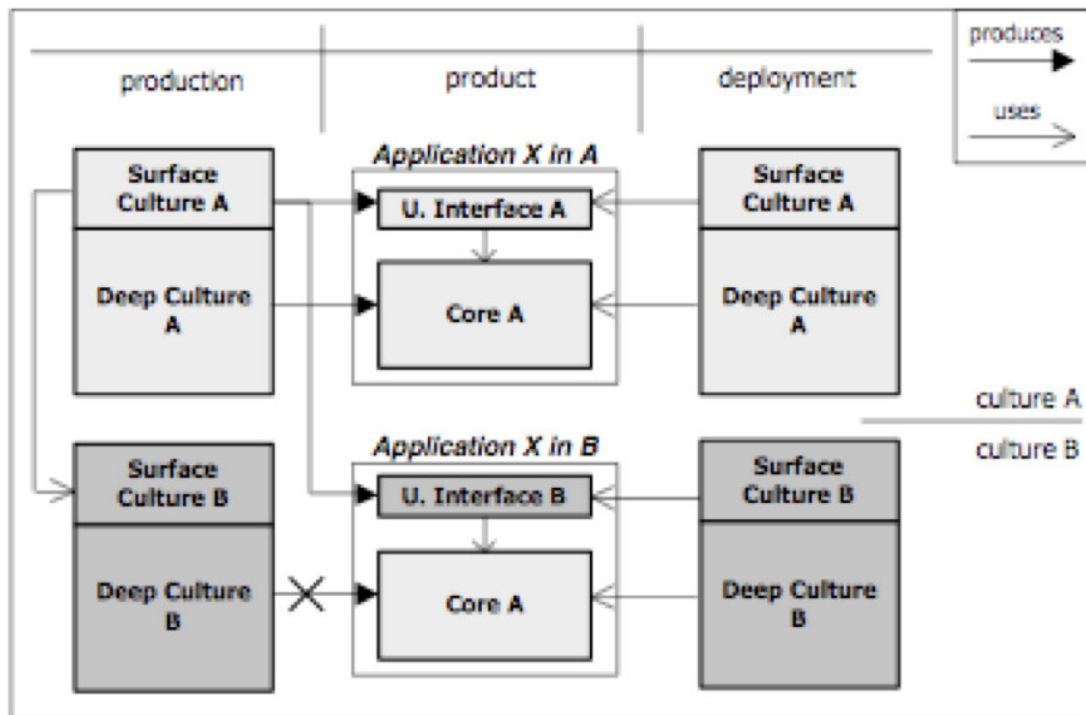 produces
uses
production
product
deployment
Application X in A
Surface
Culture A
U. Interface A
Surface
Culture A
Deep Culture
A
Core A
Deep Culture
A
culture A
culture B
Application X in B
Surface
Culture B
U. Interface B
Surface
Culture B
Deep Culture
B
Core A
Deep Culture
B